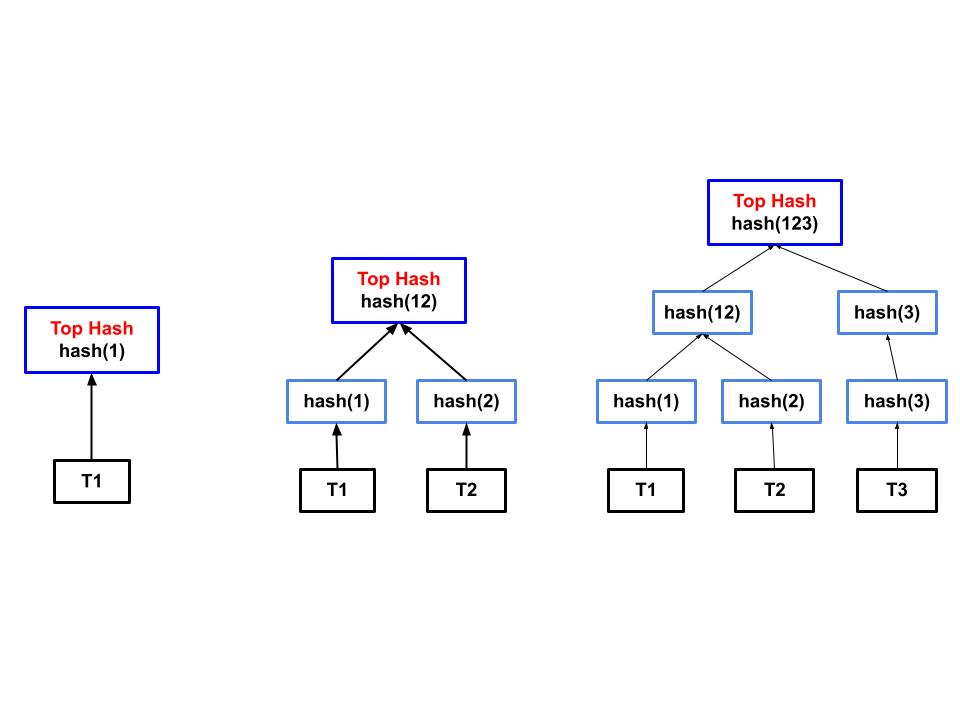 Top Hash
hash(1)
T1
Top Hash
hash(12)
hash(1)
hash(2)
T1
T2
Top Hash
hash(123)
hash(12)
hash(3)
hash(1)
hash(2)
hash(3)
T1
T2
T3